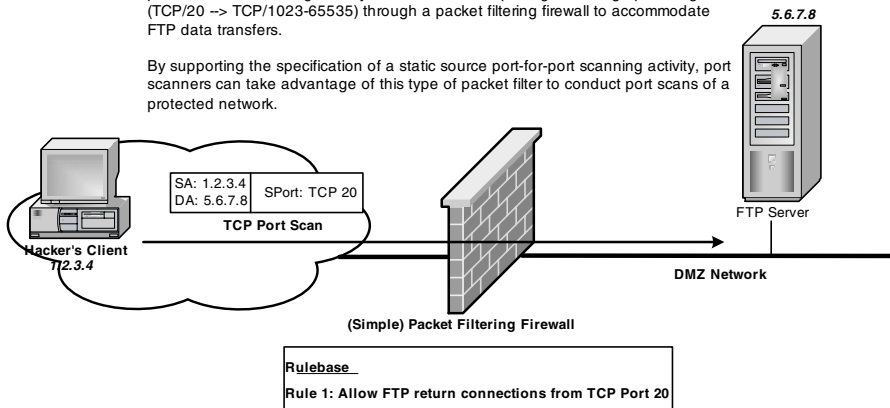 (TCP/20 --> TCP/1023-65535) through a packet filtering firewall to accommodate
FTP data transfers.
By supporting the specification of a static source port-for-port scanning activity, port
scanners can take advantage of this type of packet filter to conduct port scans of a
protected network.
5.6.7.8
SA: 1.2.3.4
DA: 5.6.7.8
SPort: TCP 20
TCP Port Scan
FTP Server
Hacker's Client
1.2.3.4
DMZ Network
(Simple) Packet Filtering Firewall
Rulebase
Rule 1: Allow FTP return connections from TCP Port 20